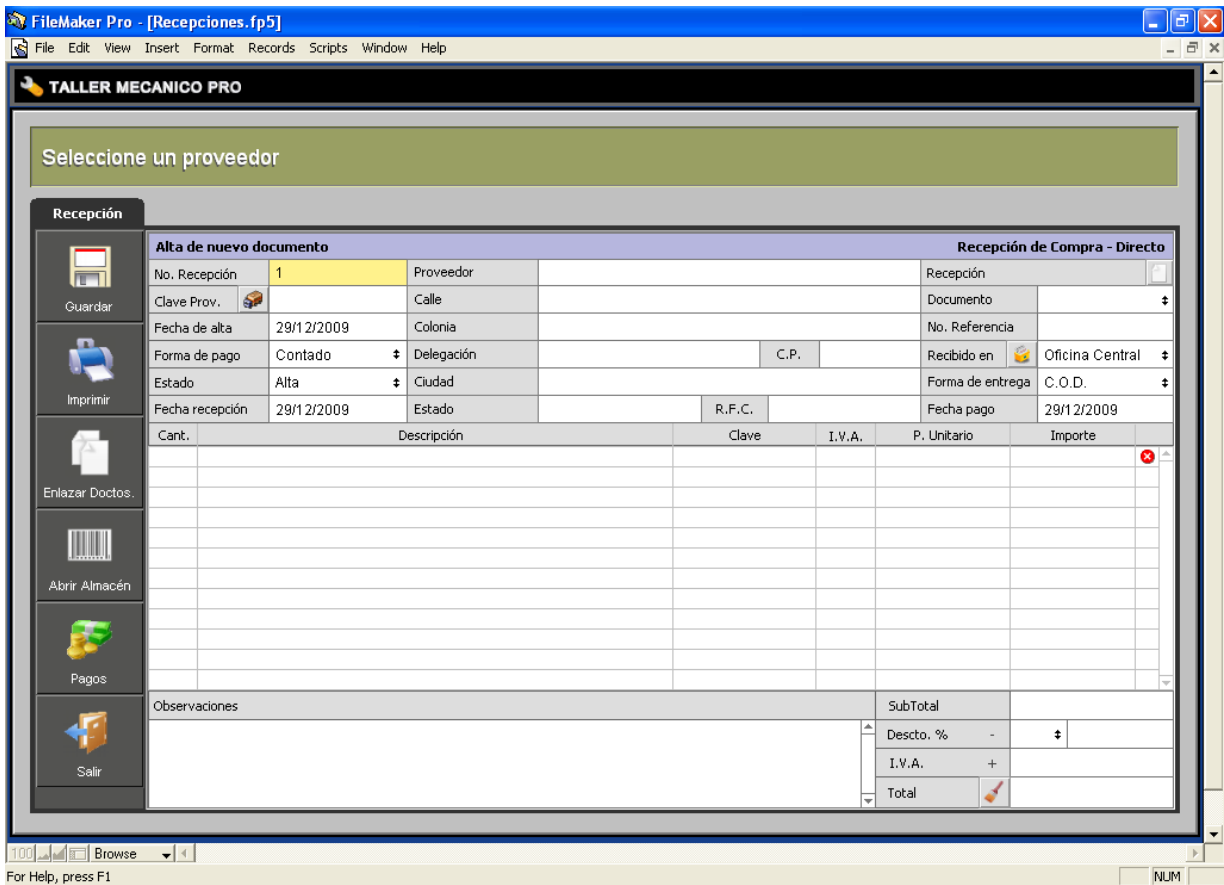 FileMaker Pro - [Recepciones.fp5]
File Edit View Insert Format Records Scripts Window Help
TALLER MECANICO PRO
Seleccione un proveedor
Recepción
Alta de nuevo documento Recepción de Compra - Directo
No. Recepción 1 Proveedor Recepción
Clave Prov. Calle Documento
Fecha de alta 29/12/2009 Colonia No. Referencia
Forma de pago Contado Delegación C.P. Recibido en Oficina Central
Estado Alta Ciudad Forma de entrega C.O.D.
Fecha recepción 29/12/2009 Estado R.F.C. Fecha pago 29/12/2009
Cant. Descripción Clave I.V.A. P. Unitario Importe
Guardar
Imprimir
Enlazar Doctos.
Abrir Almacén
Pagos
Salir
Observaciones
SubTotal
Descto. % -
I.V.A. +
Total
100 Browse
For Help, press F1 NUM